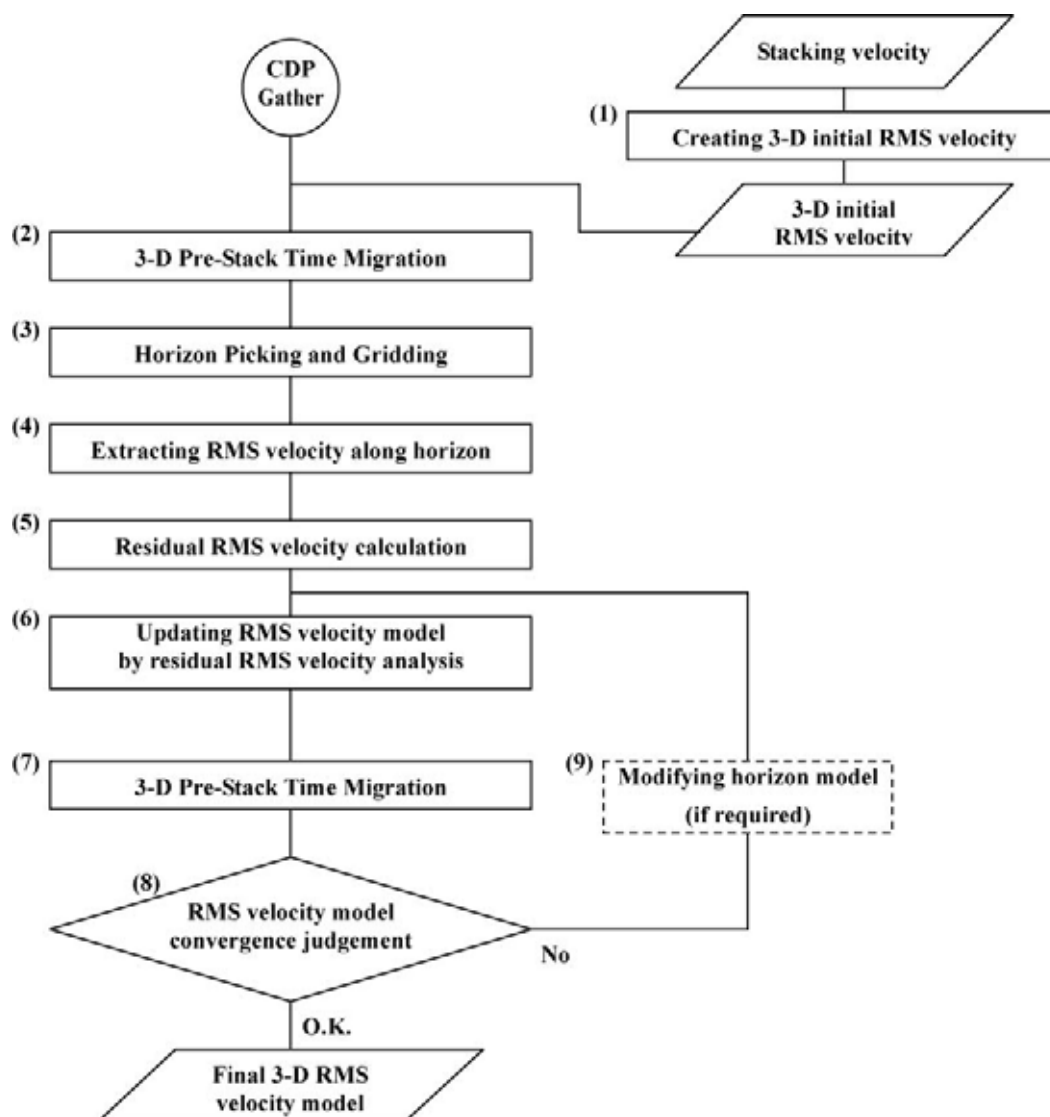 CDP
Gather
Stacking velocity
(1)
Creating 3-D initial RMS velocity
3-D initial
RMS velocity
(2)
3-D Pre-Stack Time Migration
(3)
Horizon Picking and Gridding
(4)
Extracting RMS velocity along horizon
(5)
Residual RMS velocity calculation
(6)
Updating RMS velocity model
by residual RMS velocity analysis
(7)
3-D Pre-Stack Time Migration
(9)
Modifying horizon model
(if required)
(8)
RMS velocity model
convergence judgement
No
O.K.
Final 3-D RMS
velocity model